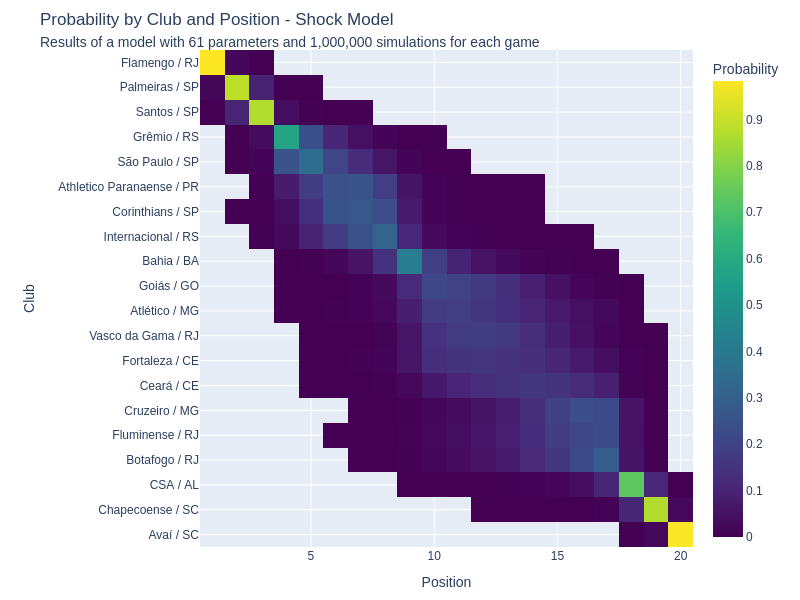 Probability by Club and Position - Shock Model
Results of a model with 61 parameters and 1,000,000 simulations for each game
Probability
Flamengo / RJ
Palmeiras / SP
Santos / SP
Grêmio / RS
São Paulo / SP
Athletico Paranaense / PR
Corinthians / SP
Internacional / RS
Bahia / BA
Goiás / GO
Atlético / MG
Vasco da Gama / RJ
Fortaleza / CE
Ceará / CE
Cruzeiro / MG
Fluminense / RJ
Botafogo / RJ
CSA / AL
Chapecoense / SC
Avaí / SC
Club
5
10
15
20
Position
0.9
0.8
0.7
0.6
0.5
0.4
0.3
0.2
0.1
0